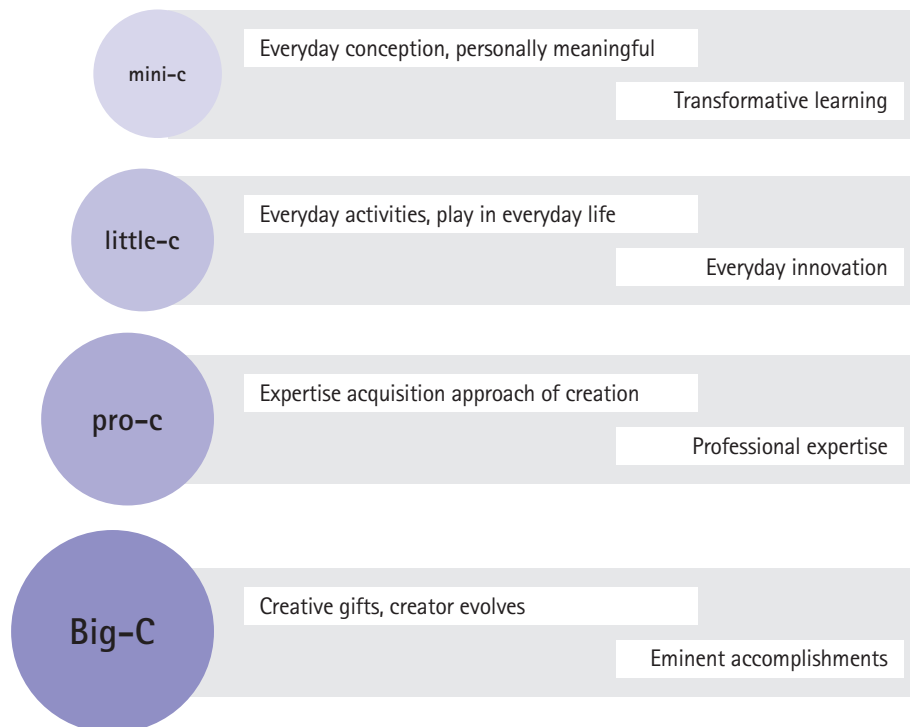 mini-c
Everyday conception, personally meaningful
Transformative learning
little-c
Everyday activities, play in everyday life
Everyday innovation
pro-c
Expertise acquisition approach of creation
Professional expertise
Big-C
Creative gifts, creator evolves
Eminent accomplishments